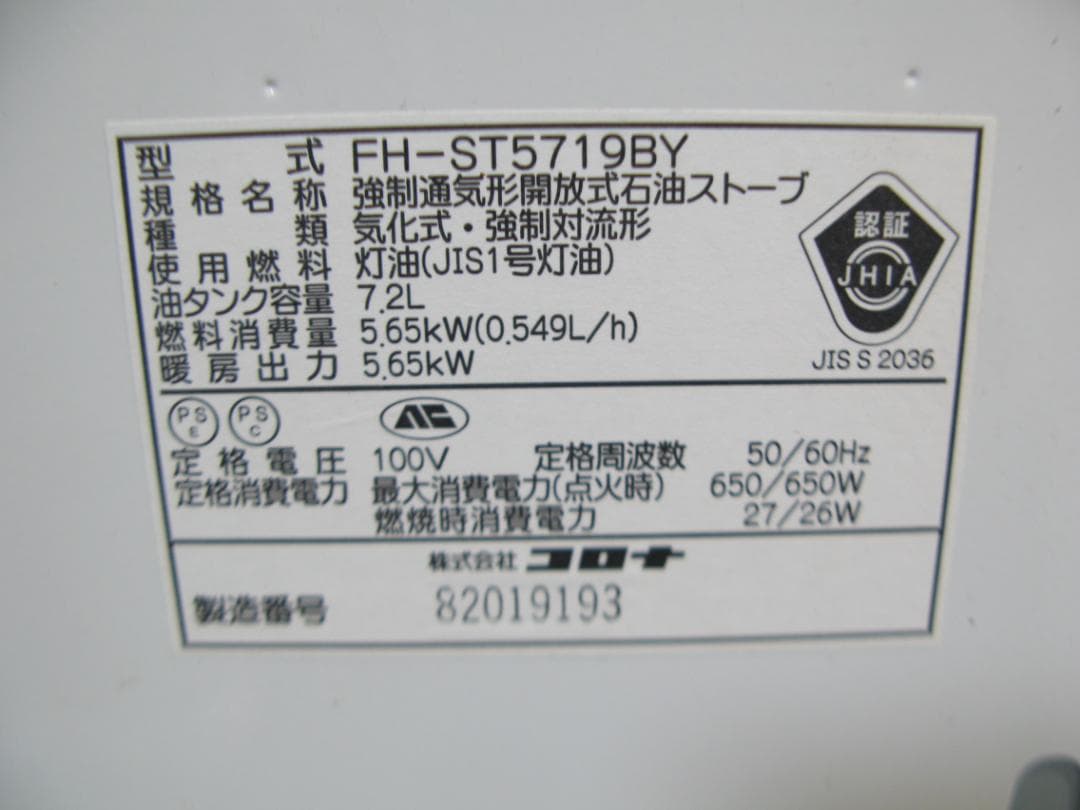 型式 FH-ST5719BY
規格名称 強制通気形開放式石油ストーブ
種類 気化式・強制対流形
使用燃料 灯油(JIS1号灯油)
油タンク容量 7.2L
燃料消費量 5.65kW(0.549L/h)
暖房出力 5.65kW
認証
JHIA
JIS S 2036
PS E PS C
定格電圧 100V 定格周波数 50/60Hz
定格消費電力 最大消費電力(点火時) 650/650W
燃焼時消費電力 27/26W
株式会社 コロナ
製造番号 82019193